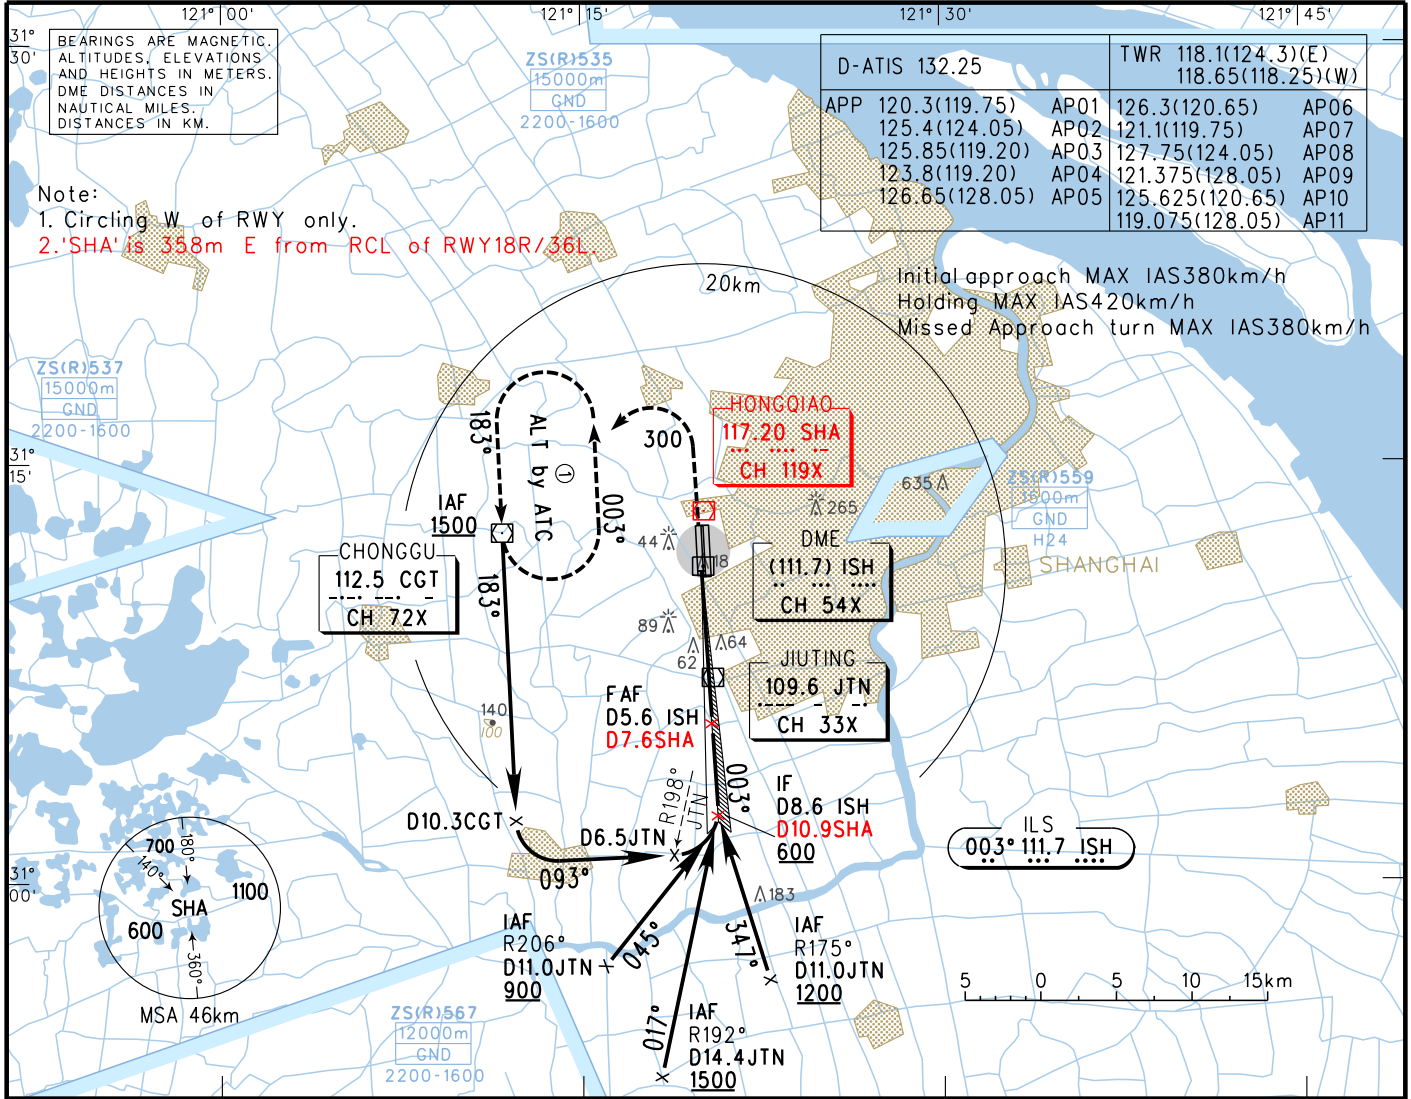 121° 00'
121° 15'
121° 30'
121° 45'
31°
30'
BEARINGS ARE MAGNETIC.
ALTITUDES, ELEVATIONS
AND HEIGHTS IN METERS.
DME DISTANCES IN
NAUTICAL MILES.
DISTANCES IN KM.
ZS(R)535
15000m
GND
2200-1600
D-ATIS 132.25
TWR 118.1(124.3)(E)
118.65(118.25)(W)
APP 120.3(119.75) AP01
125.4(124.05) AP02
125.85(119.20) AP03
123.8(119.20) AP04
126.65(128.05) AP05
126.3(120.65) AP06
121.1(119.75) AP07
127.75(124.05) AP08
121.375(128.05) AP09
125.625(120.65) AP10
119.075(128.05) AP11
Note:
1. Circling W of RWY only.
2.'SHA' is 358m E from RCL of RWY18R/36L.
Initial approach MAX IAS380km/h
Holding MAX IAS420km/h
Missed Approach turn MAX IAS380km/h
20km
ZS(R)537
15000m
GND
2200-1600
31°
15'
183°
ALT by ATC
①
003°
300
HONGQIAO
117.20 SHA
CH 119X
635
265
ZS(R)559
1500m
GND
H24
SHANGHAI
IAF
1500
CHONGGU
112.5 CGT
CH 72X
183°
44
18
DME
(111.7) ISH
CH 54X
89
62
64
JIUTING
109.6 JTN
CH 33X
140
100
FAF
D5.6 ISH
D7.6SHA
R198°
JTN
003°
IF
D8.6 ISH
D10.9SHA
600
D10.3CGT
D6.5JTN
093°
ILS
003° 111.7 ISH
31°
00'
700
180°
140°
SHA
1100
600
360°
MSA 46km
183
IAF
R206°
D11.0JTN
900
045°
347°
IAF
R175°
D11.0JTN
1200
017°
IAF
R192°
D14.4JTN
1500
ZS(R)567
12000m
GND
2200-1600
5 0 5 10 15km